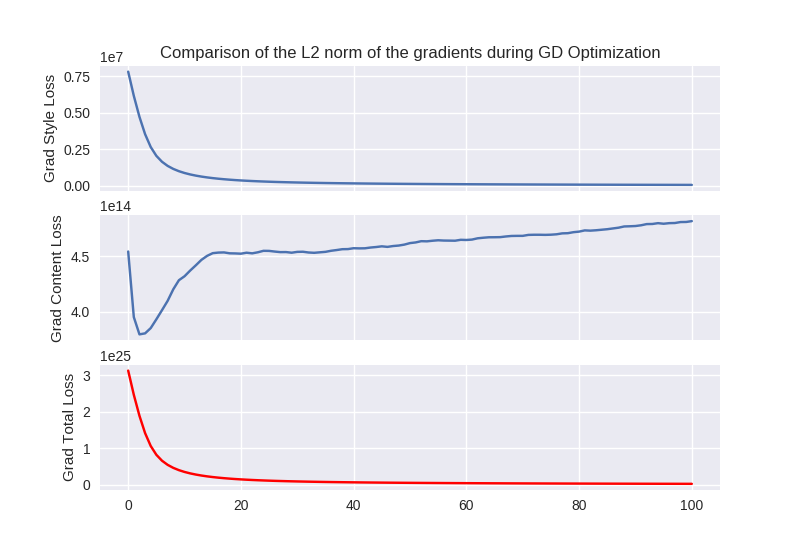 Comparison of the L2 norm of the gradients during GD Optimization
1e7
Grad Style Loss
0.75
0.50
0.25
0.00
1e14
Grad Content Loss
4.5
4.0
1e25
Grad Total Loss
3
2
1
0
0 20 40 60 80 100